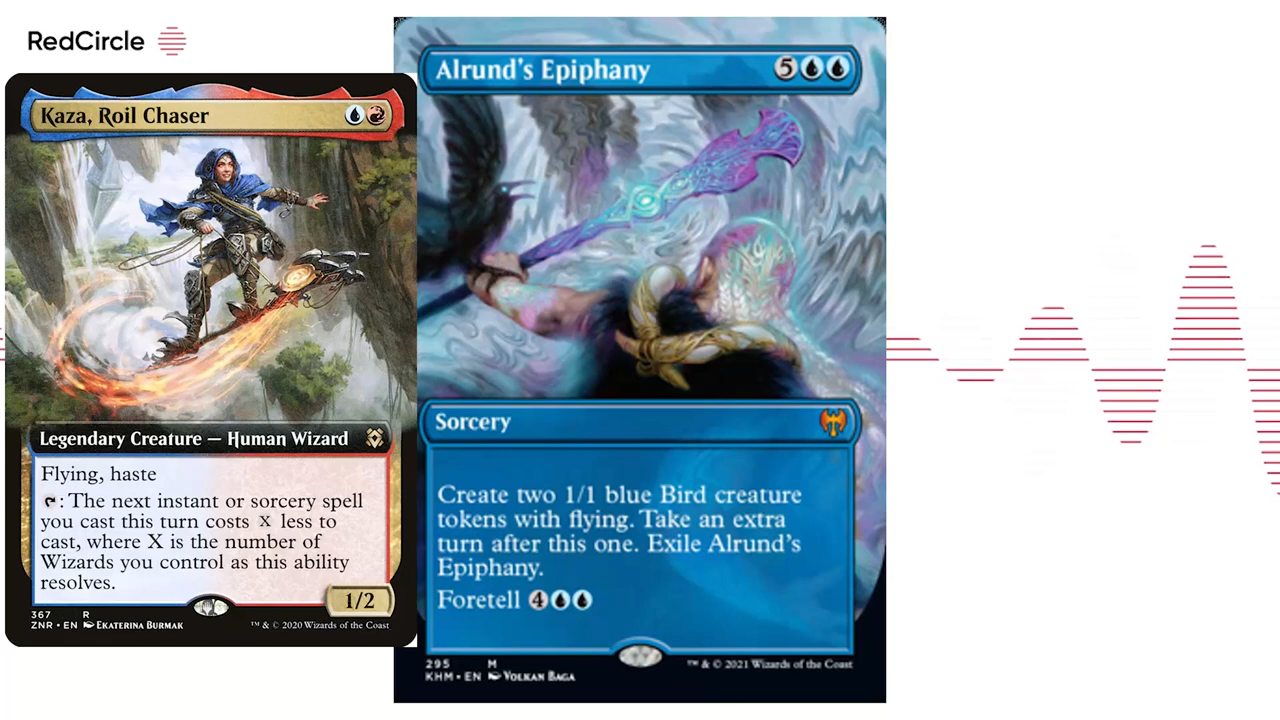 RedCircle
Kaza, Roil Chaser
Legendary Creature — Human Wizard
Flying, haste
: The next instant or sorcery spell
you cast this turn costs X less to
cast, where X is the number of
Wizards you control as this ability
resolves.
1/2
367 R
ZNR • EN Ekaterina Burmak
™ & © 2020 Wizards of the Coast
Alrund's Epiphany
5
Sorcery
Create two 1/1 blue Bird creature
tokens with flying. Take an extra
turn after this one. Exile Alrund's
Epiphany.
Foretell 4
295 M
KHM • EN Volkan Baga
™ & © 2021 Wizards of the Coast